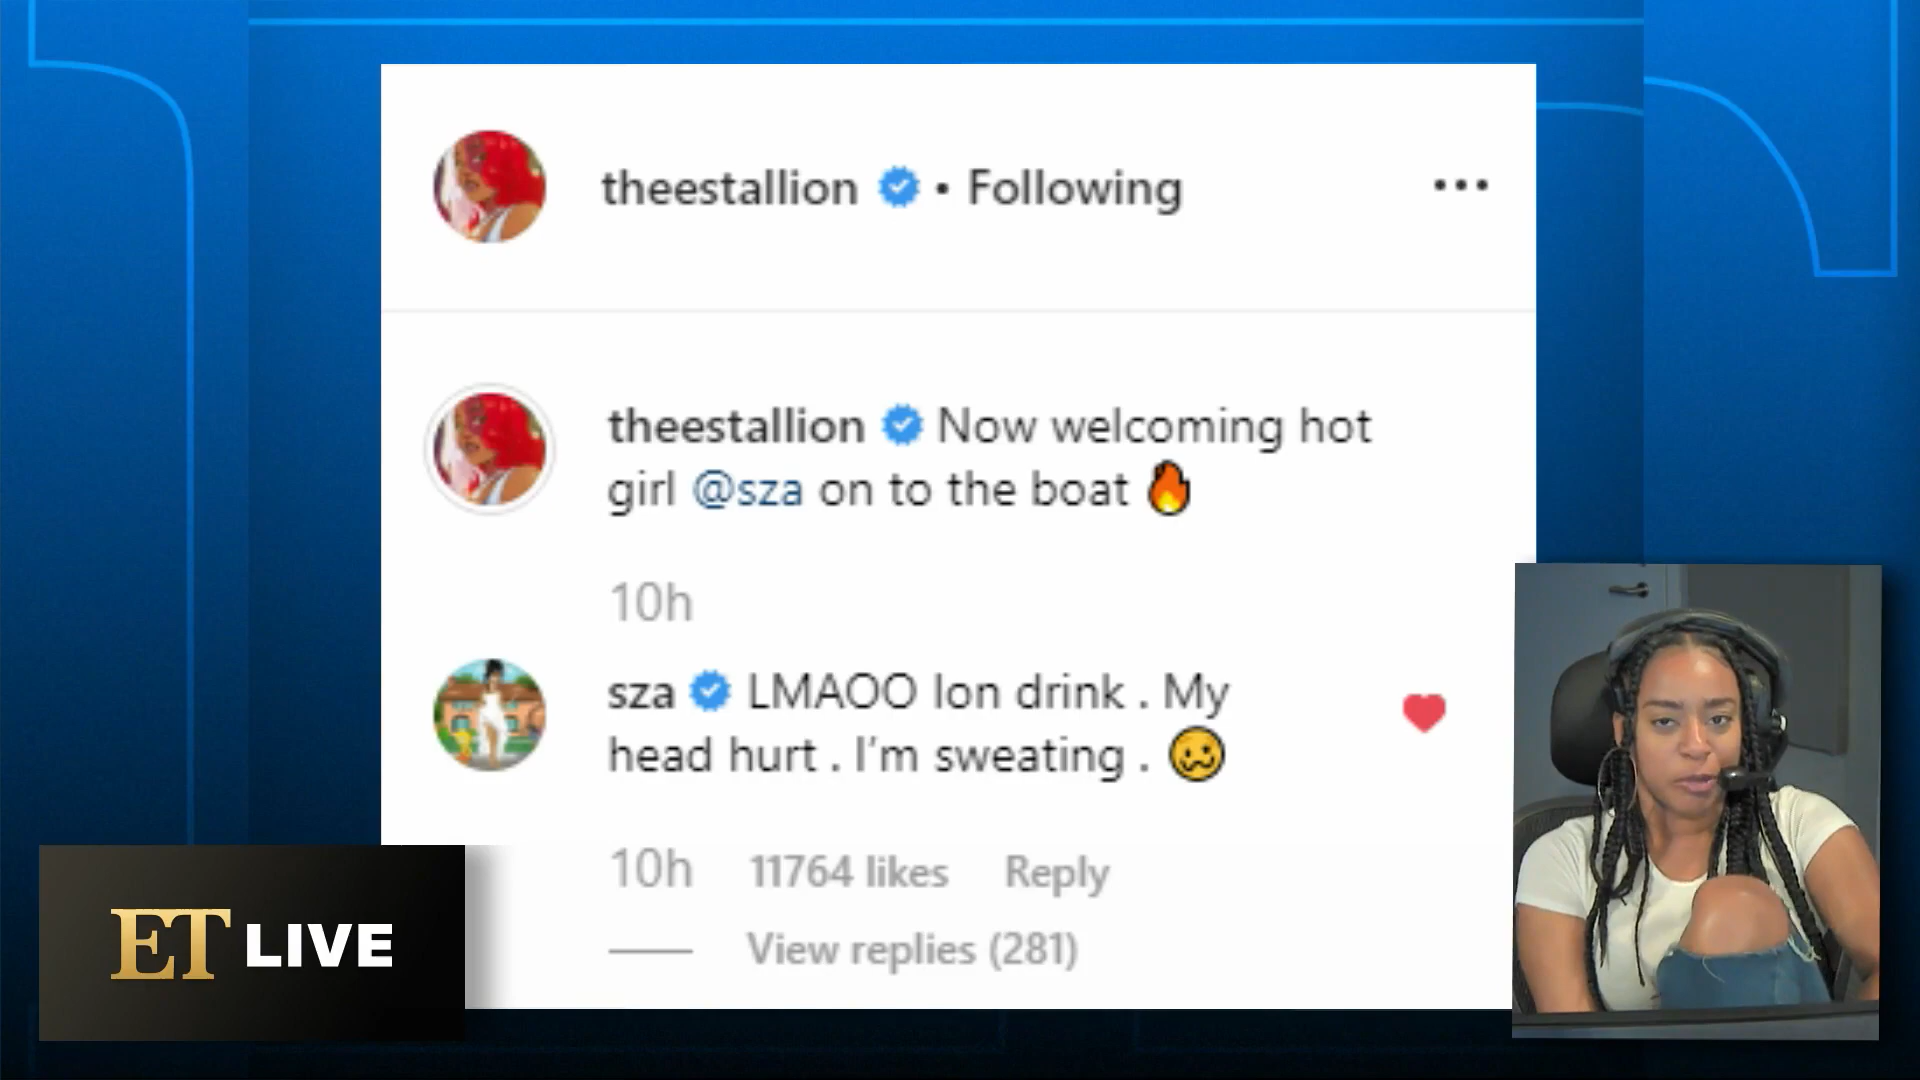 theestallion • Following
theestallion Now welcoming hot
girl @sza on to the boat 🔥
10h
sza LMAOO Ion drink . My
head hurt . I'm sweating . 🥴
10h 11764 likes Reply
View replies (281)
ET LIVE